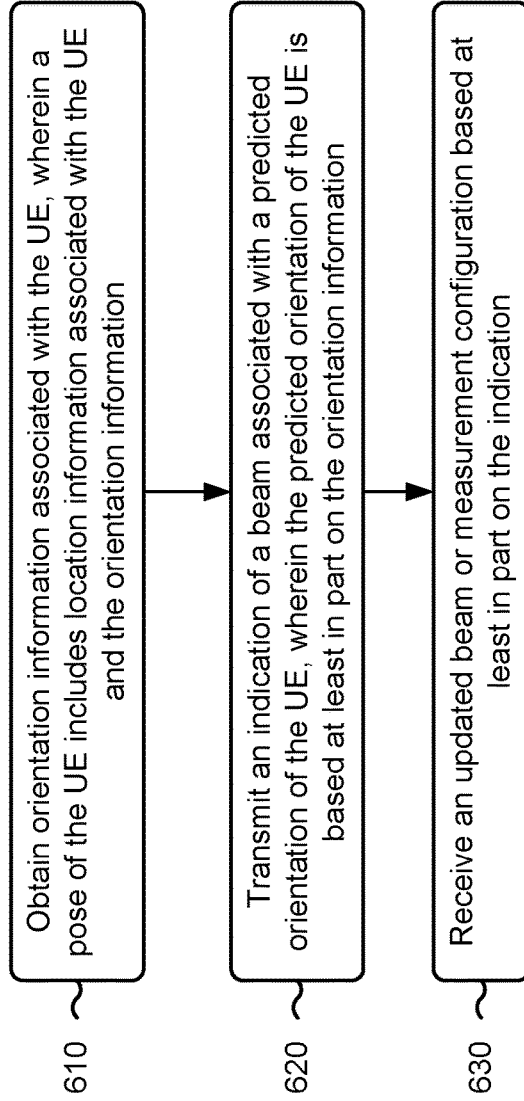 610
Obtain orientation information associated with the UE, wherein a
pose of the UE includes location information associated with the UE
and the orientation information
620
Transmit an indication of a beam associated with a predicted
orientation of the UE, wherein the predicted orientation of the UE is
based at least in part on the orientation information
630
Receive an updated beam or measurement configuration based at
least in part on the indication